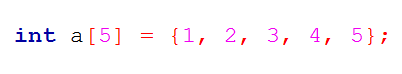 int a[5] = {1, 2, 3, 4, 5};